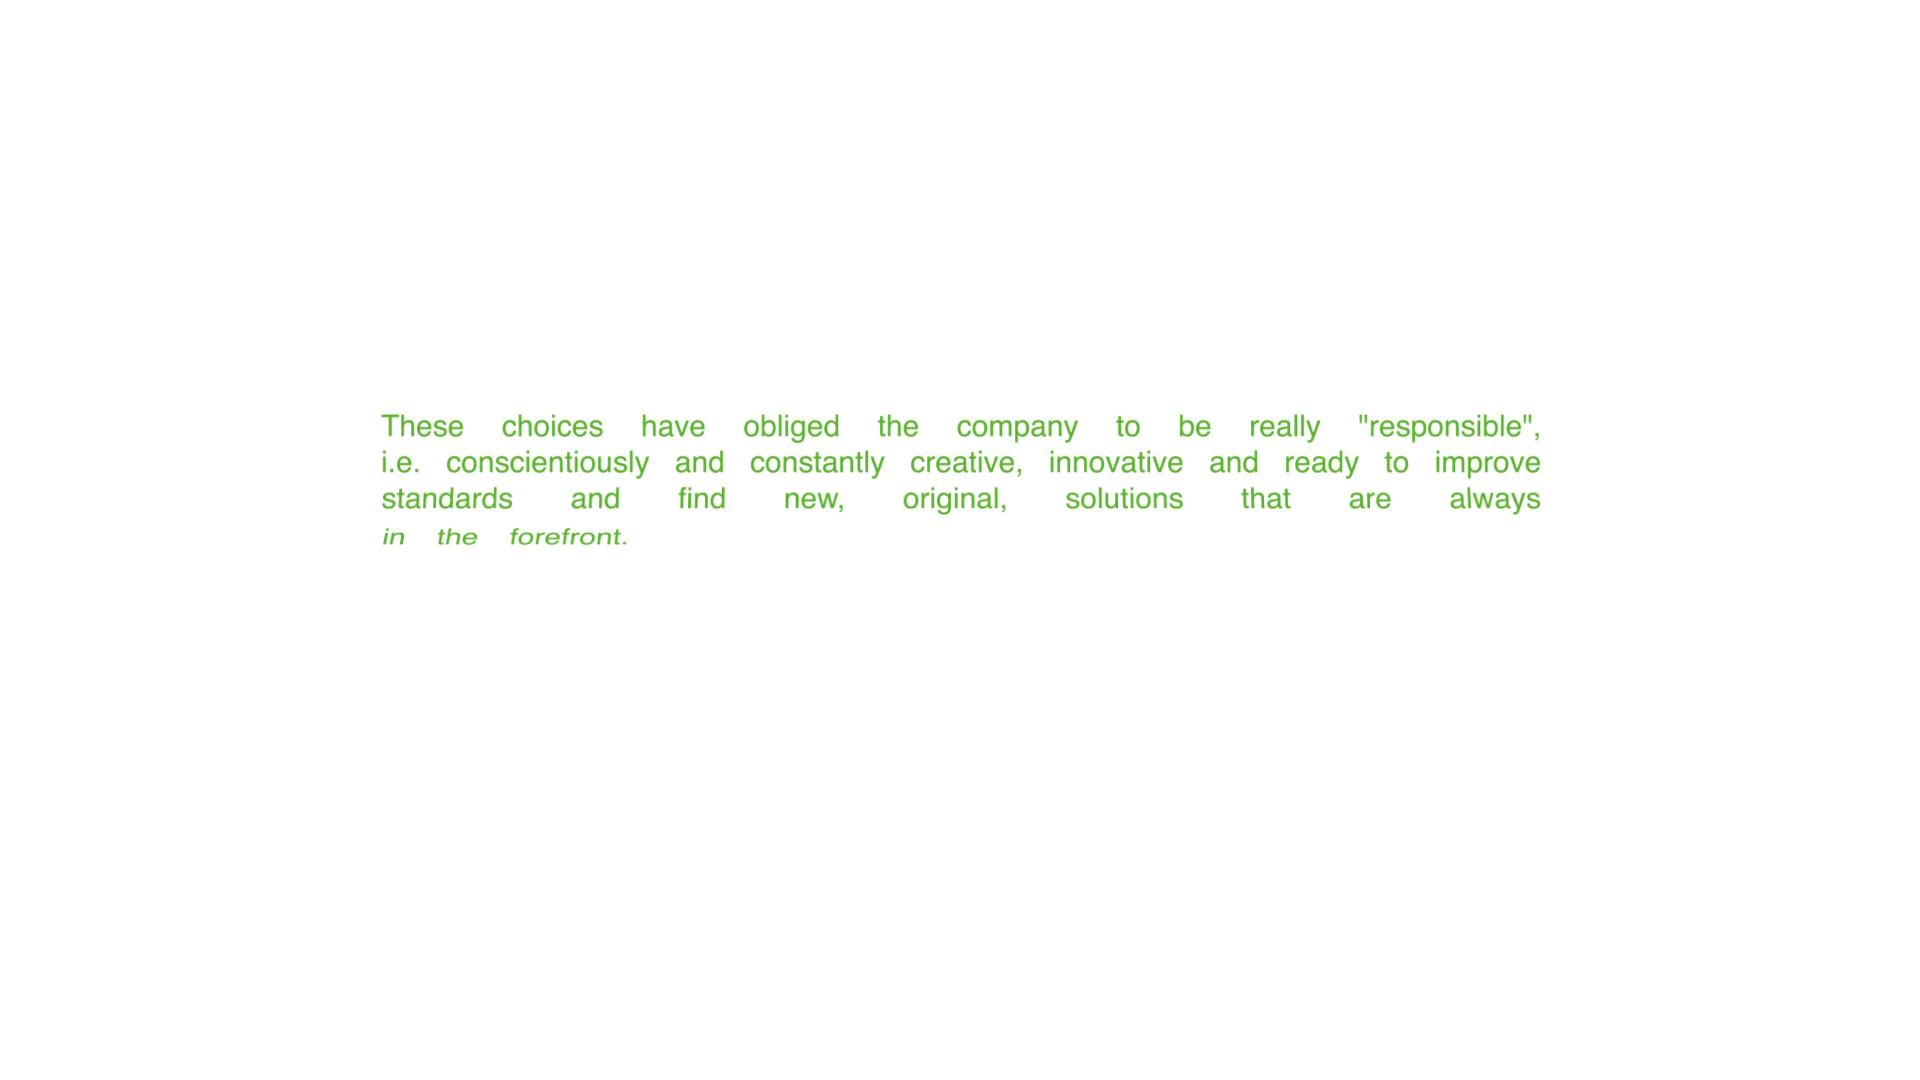 These choices have obliged the company to be really "responsible",
i.e. conscientiously and constantly creative, innovative and ready to improve
standards and find new, original, solutions that are always
in the forefront.